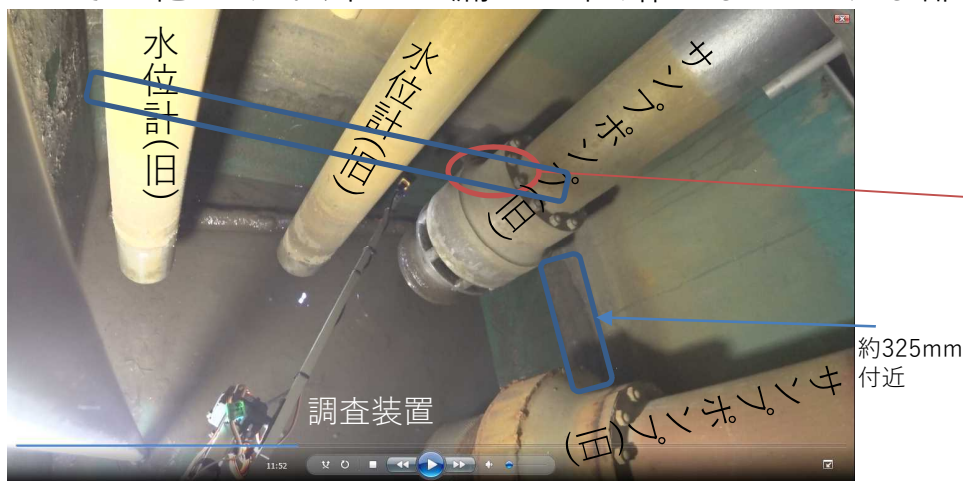 水位計(旧)
水位計(旧)
サンプポンプ(旧)
約325mm
付近
サンプポンプ(旧)
調査装置
11:52